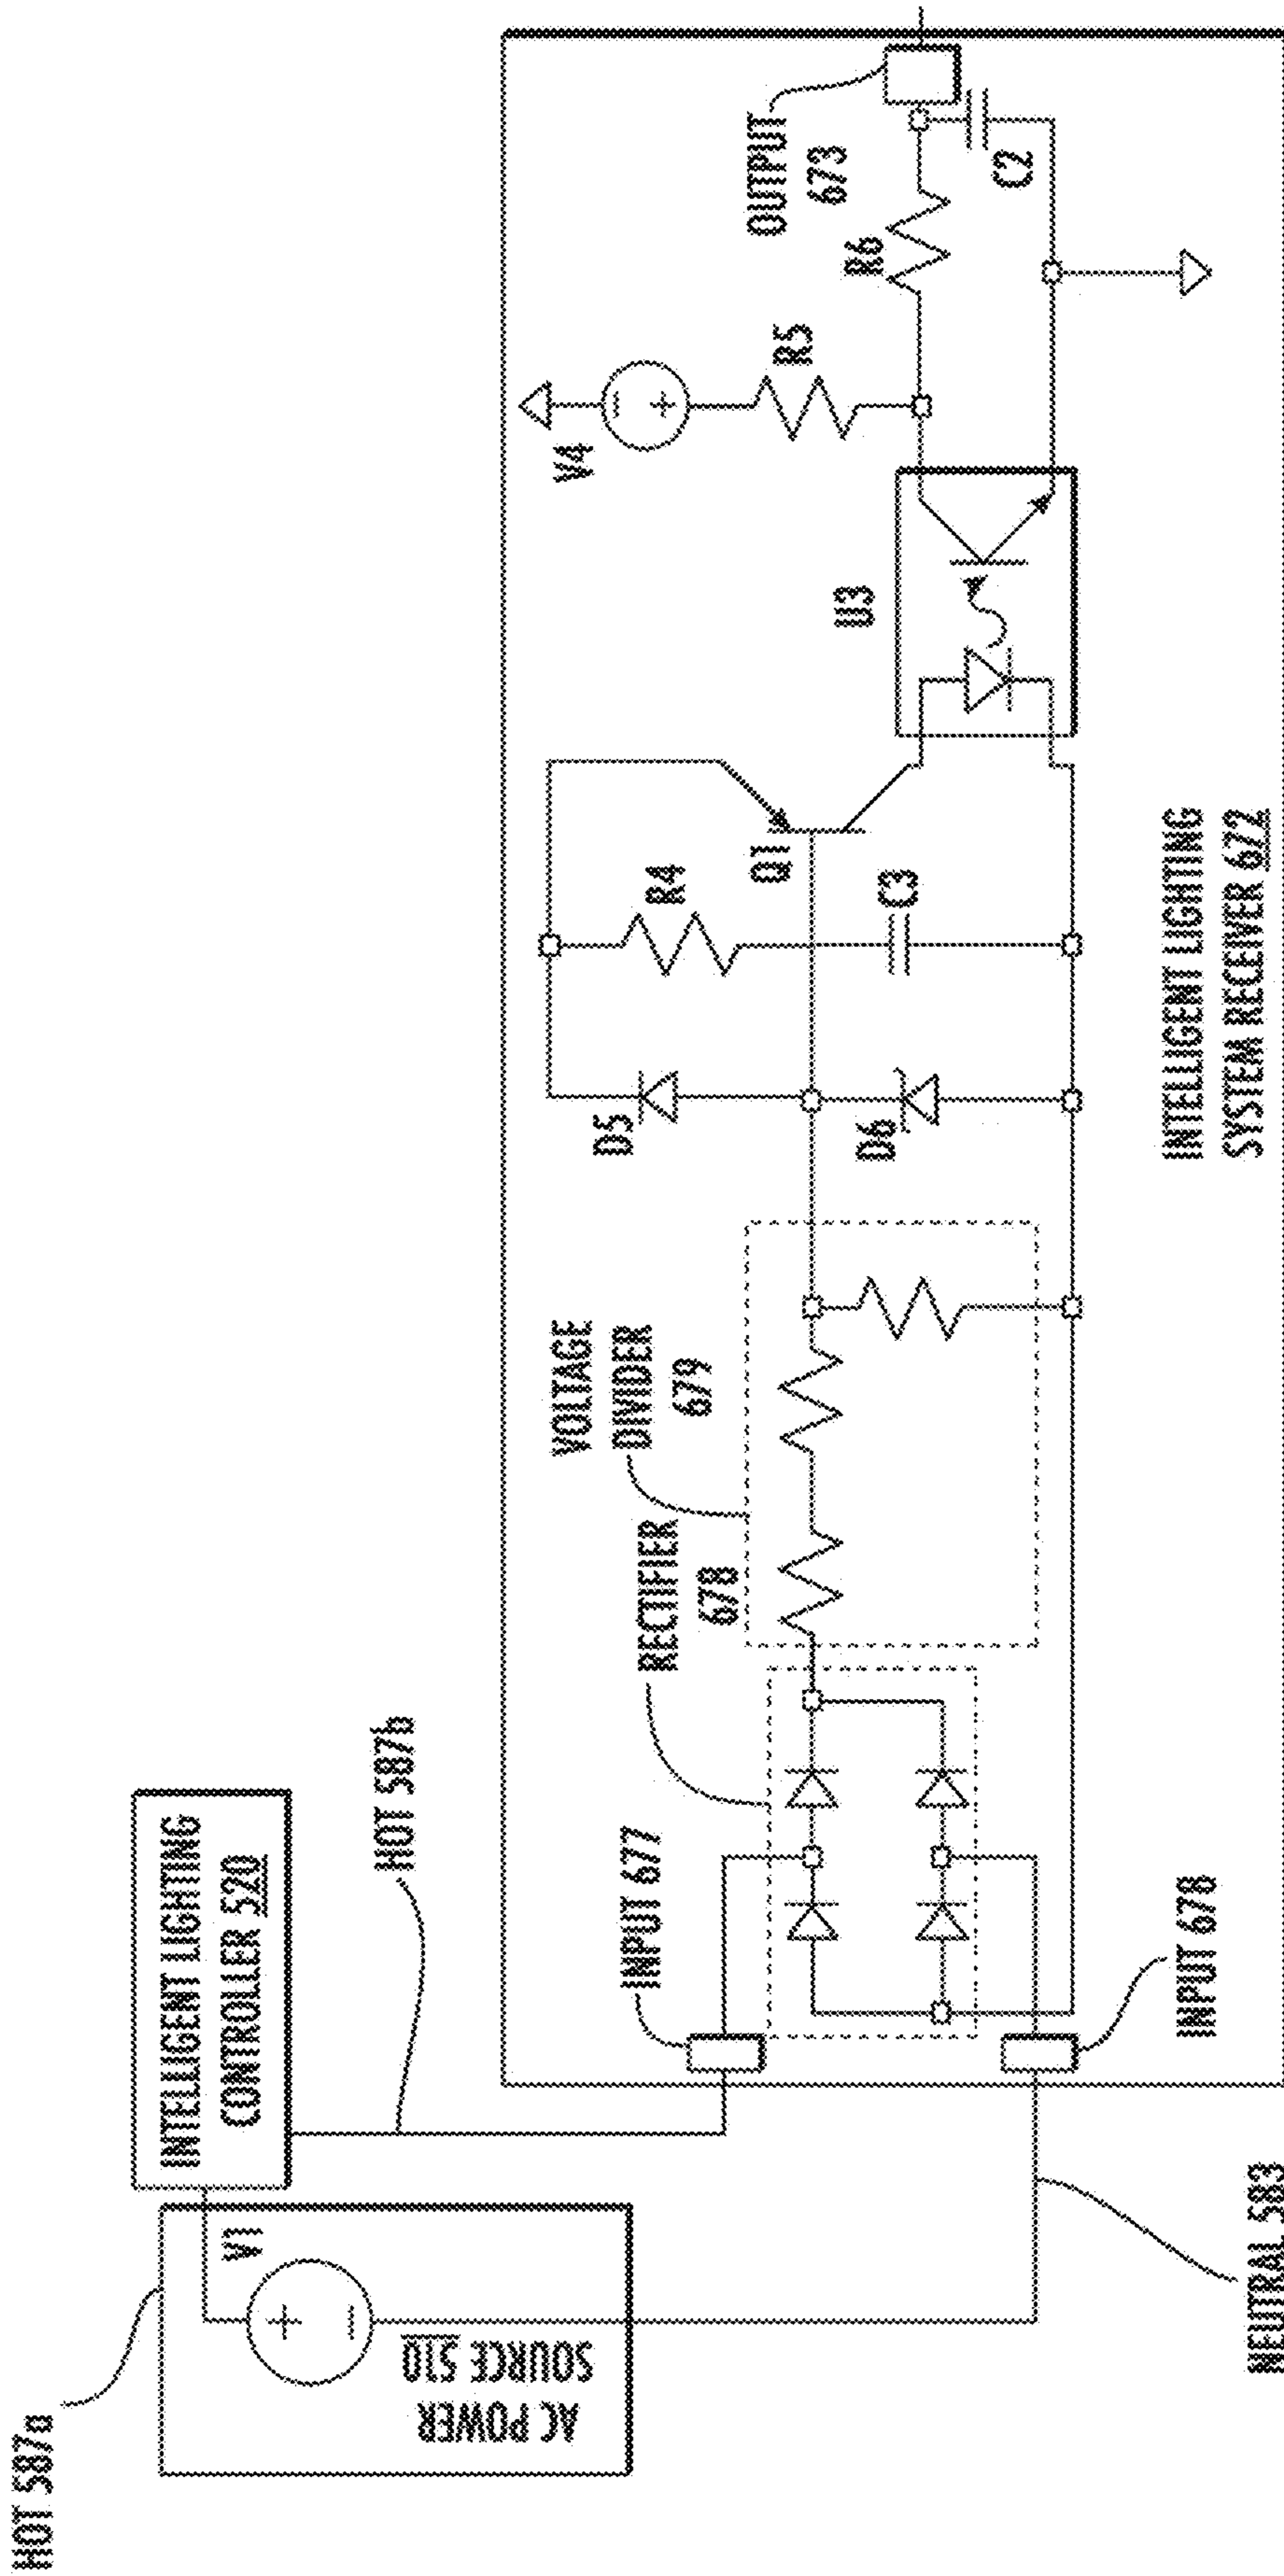 HOT 587a
AC POWER
SOURCE 510
V1
INTELLIGENT LIGHTING
CONTROLLER 520
HOT 587b
NEUTRAL 583
INPUT 677
INPUT 678
RECTIFIER
678
VOLTAGE
DIVIDER
679
D5
D6
R4
C3
Q1
U3
V4
R5
R6
OUTPUT
673
C2
INTELLIGENT LIGHTING
SYSTEM RECEIVER 672